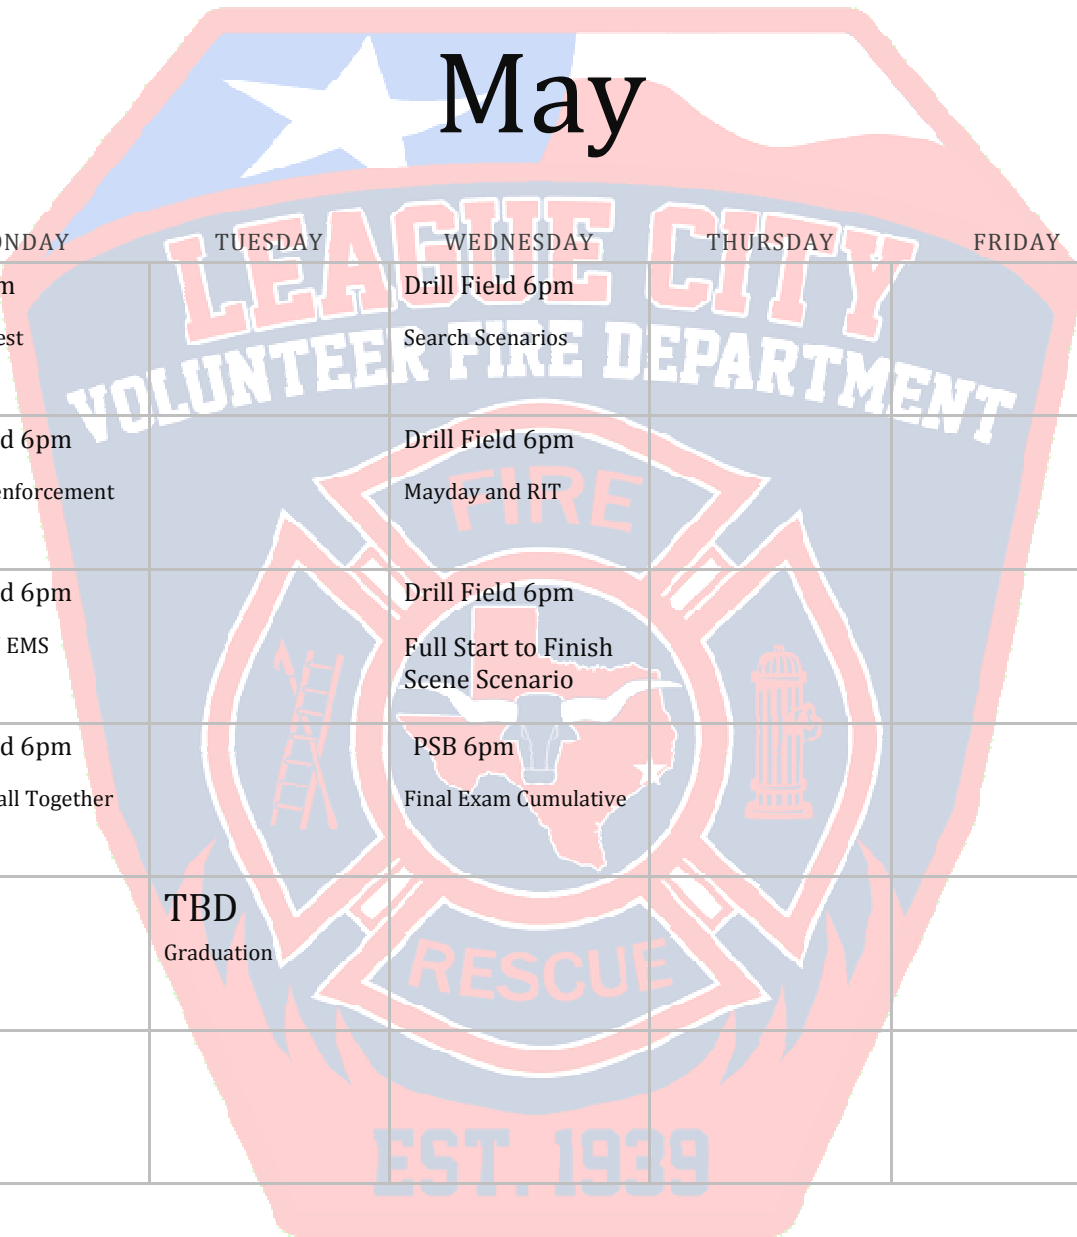 May
LEAGUE CITY
VOLUNTEER FIRE DEPARTMENT
ONDAY TUESDAY WEDNESDAY THURSDAY FRIDAY
m Drill Field 6pm
est Search Scenarios
d 6pm Drill Field 6pm
enforcement Mayday and RIT
FIRE
d 6pm Drill Field 6pm
EMS Full Start to Finish
Scene Scenario
d 6pm PSB 6pm
all Together Final Exam Cumulative
TBD
Graduation
RESCUE
EST. 1939